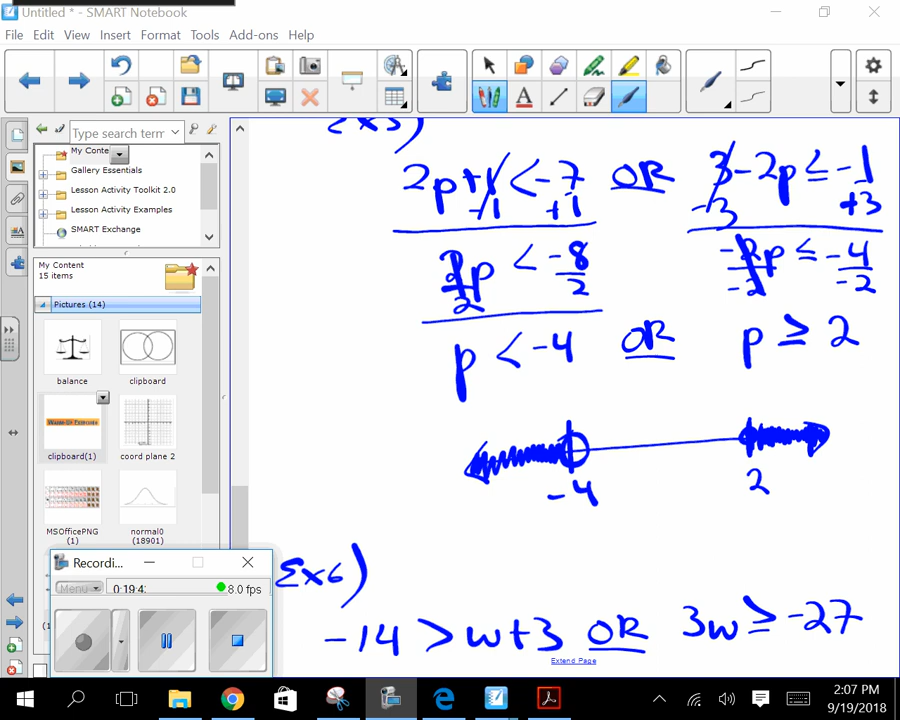 Untitled * - SMART Notebook
File Edit View Insert Format Tools Add-ons Help
Type search term
My Conte
Gallery Essentials
Lesson Activity Toolkit 2.0
Lesson Activity Examples
SMART Exchange
My Content
15 items
Pictures (14)
balance
clipboard
clipboard(1)
coord plane 2
MSOfficePNG (1)
normal0 (18901)
Ex5)
2p+1 < -7 OR 3-2p ≤ -1
-1 +1 -3 +3
2p < -8 -2p ≤ -4
2 2 -2 -2
p < -4 OR p ≥ 2
-4 2
Ex6)
-14 > w+3 OR 3w ≥ -27
Extend Page
Recordi...
Menu 0:19:4 8.0 fps
2:07 PM
9/19/2018